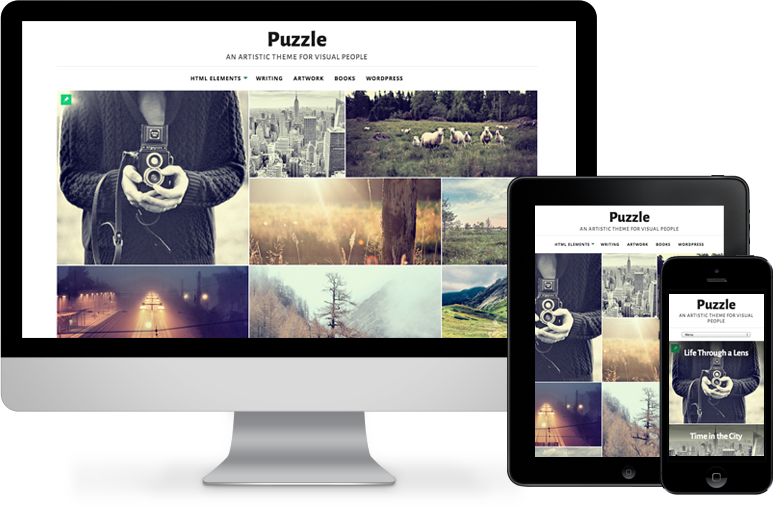 Puzzle
AN ARTISTIC THEME FOR VISUAL PEOPLE
HTML ELEMENTS WRITING ARTWORK BOOKS WORDPRESS
Puzzle
AN ARTISTIC THEME FOR VISUAL PEOPLE
HTML ELEMENTS WRITING ARTWORK BOOKS WORDPRESS
Puzzle
AN ARTISTIC THEME FOR VISUAL
PEOPLE
Menu
Life Through a Lens
Time in the City